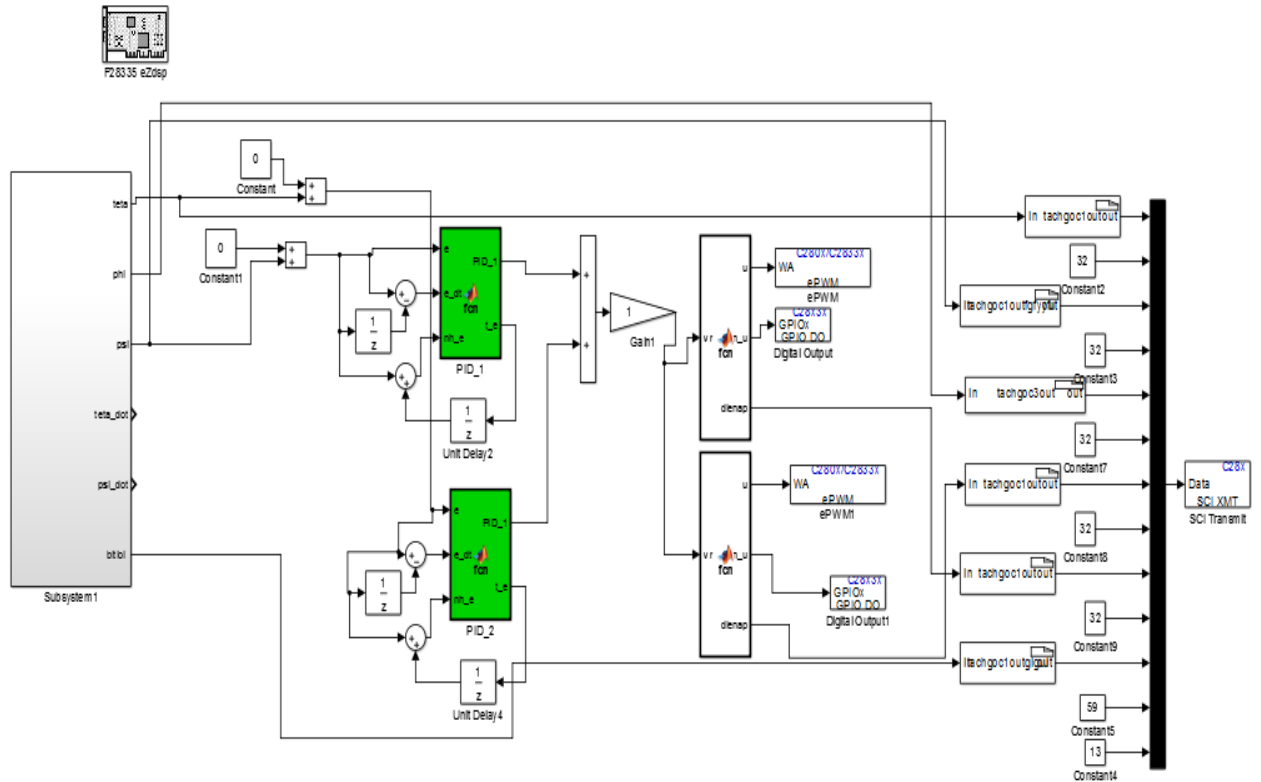 F28335 eZdsp
0
Constant
0
Constant1
teta
phi
psi
teta_dot
psi_dot
Subsystem1
+
+
+
+
+
-
1
z
+
+
e
e_dt
nh_e
PID_1
t_e
fcn
PID_1
1
z
Unit Delay2
+
-
1
z
+
+
e
e_dt
nh_e
PID_1
t_e
fcn
PID_2
1
z
Unit Delay4
+
+
1
Gain1
vr
fcn
u
n_u
dienap
C280x/C2833x
WA
ePWM
ePWM
C28x3x
GPIOx
GPIO DO
Digital Output
vr
fcn
u
n_u
dienap
C280x/C2833x
WA
ePWM
ePWM1
C28x3x
GPIOx
GPIO DO
Digital Output1
In tachgoc1outout
32
Constant2
32
Constant3
In tachgoc3out out
32
Constant7
In tachgoc1outout
32
Constant8
In tachgoc1outout
32
Constant9
59
Constant5
13
Constant4
C28x
Data
SCI XMT
SCI Transmit